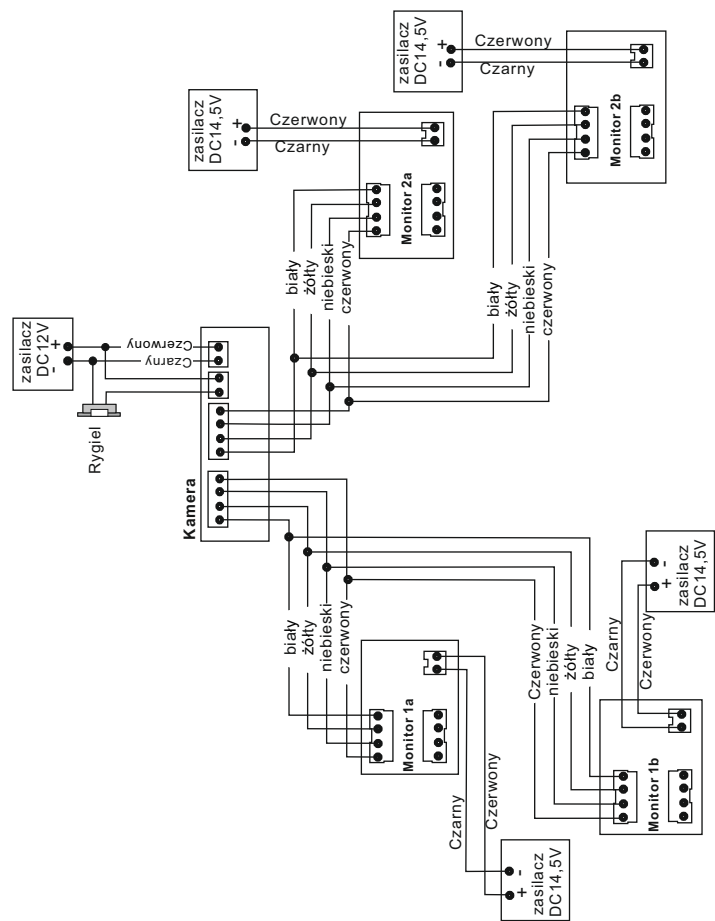 zasilacz
DC14,5V
+
-
Czerwony
Czarny
Monitor 2b
zasilacz
DC14,5V
+
-
Czerwony
Czarny
Monitor 2a
biały
żółty
niebieski
czerwony
biały
żółty
niebieski
czerwony
zasilacz
DC12V
+
-
Czerwony
Czarny
Rygiel
Kamera
biały
żółty
niebieski
czerwony
Monitor 1a
Czarny
Czerwony
-
+
zasilacz
DC14,5V
Czerwony
niebieski
żółty
biały
Monitor 1b
Czarny
Czerwony
-
+
zasilacz
DC14,5V